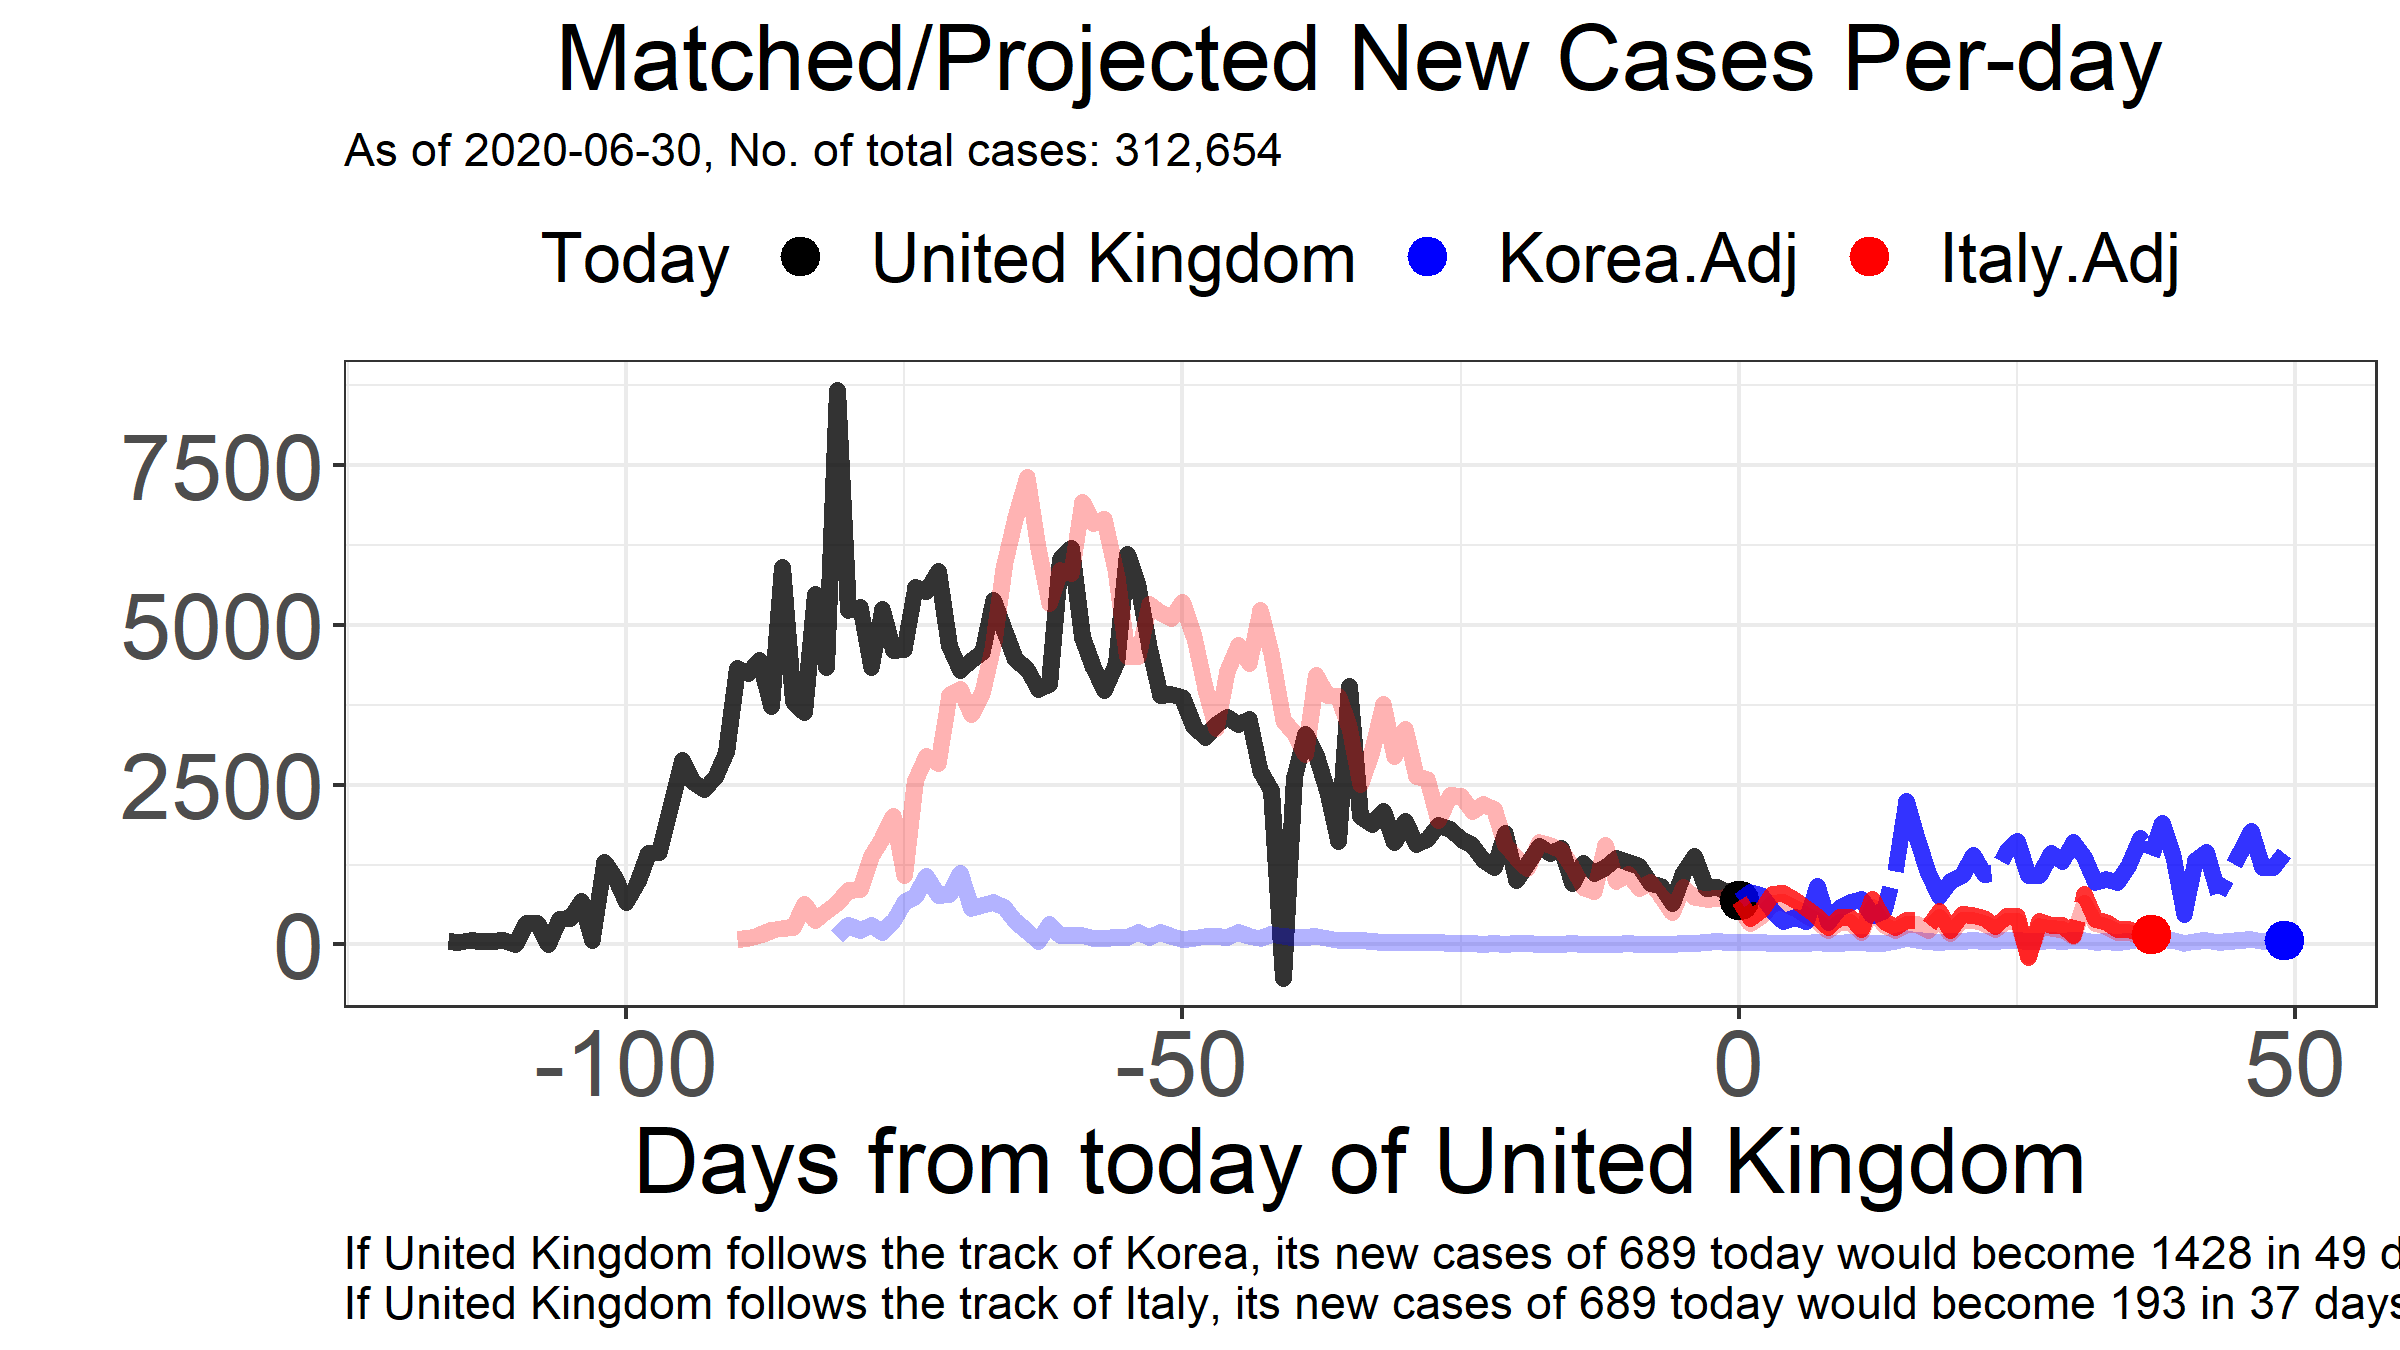 Matched/Projected New Cases Per-day
As of 2020-06-30, No. of total cases: 312,654
Today United Kingdom Korea.Adj Italy.Adj
7500
5000
2500
0
-100 -50 0 50
Days from today of United Kingdom
If United Kingdom follows the track of Korea, its new cases of 689 today would become 1428 in 49 d
If United Kingdom follows the track of Italy, its new cases of 689 today would become 193 in 37 days